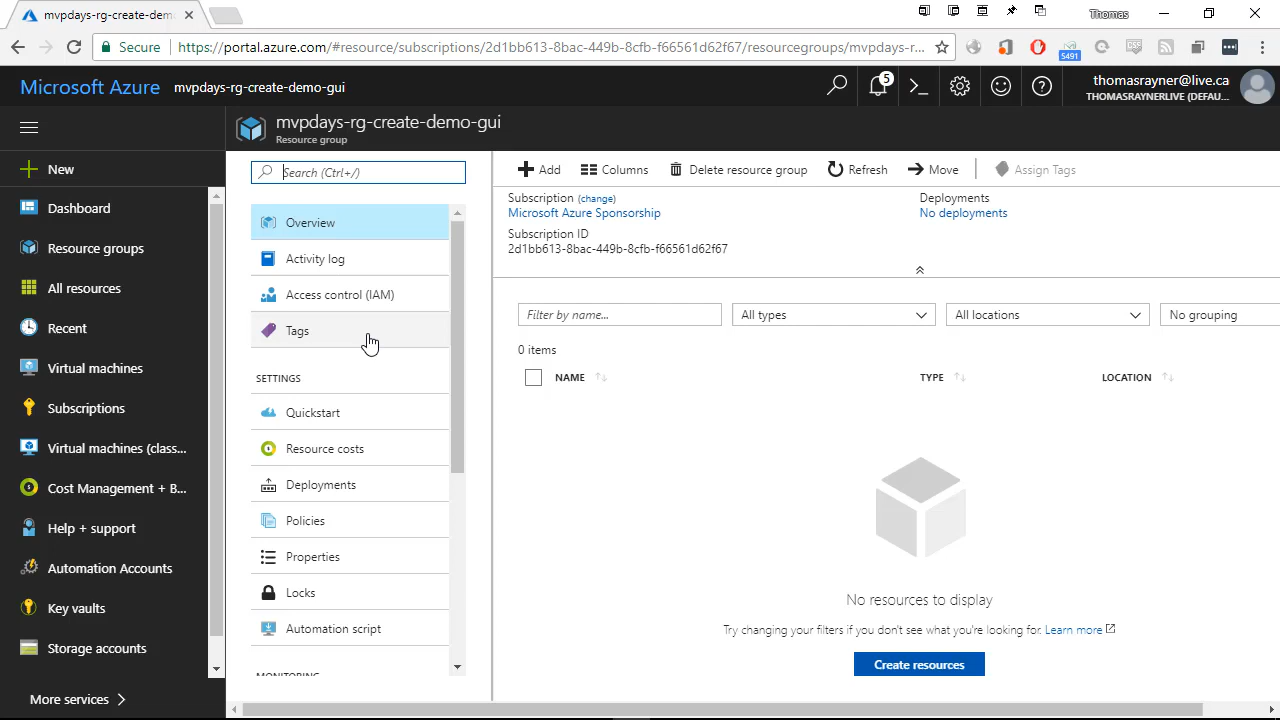 mvpdays-rg-create-dem
Thomas
Secure
https://portal.azure.com/#resource/subscriptions/2d1bb613-8bac-449b-8cfb-f66561d62f67/resourcegroups/mvpdays-r...
5491
Microsoft Azure
mvpdays-rg-create-demo-gui
5
thomasrayner@live.ca
THOMASRAYNERLIVE (DEFAU...
mvpdays-rg-create-demo-gui
Resource group
New
Dashboard
Resource groups
All resources
Recent
Virtual machines
Subscriptions
Virtual machines (class...
Cost Management + B...
Help + support
Automation Accounts
Key vaults
Storage accounts
More services
Search (Ctrl+/)
Overview
Activity log
Access control (IAM)
Tags
SETTINGS
Quickstart
Resource costs
Deployments
Policies
Properties
Locks
Automation script
MONITORING
Add
Columns
Delete resource group
Refresh
Move
Assign Tags
Subscription (change)
Microsoft Azure Sponsorship
Subscription ID
2d1bb613-8bac-449b-8cfb-f66561d62f67
Deployments
No deployments
Filter by name...
All types
All locations
No grouping
0 items
NAME
TYPE
LOCATION
No resources to display
Try changing your filters if you don't see what you're looking for. Learn more
Create resources